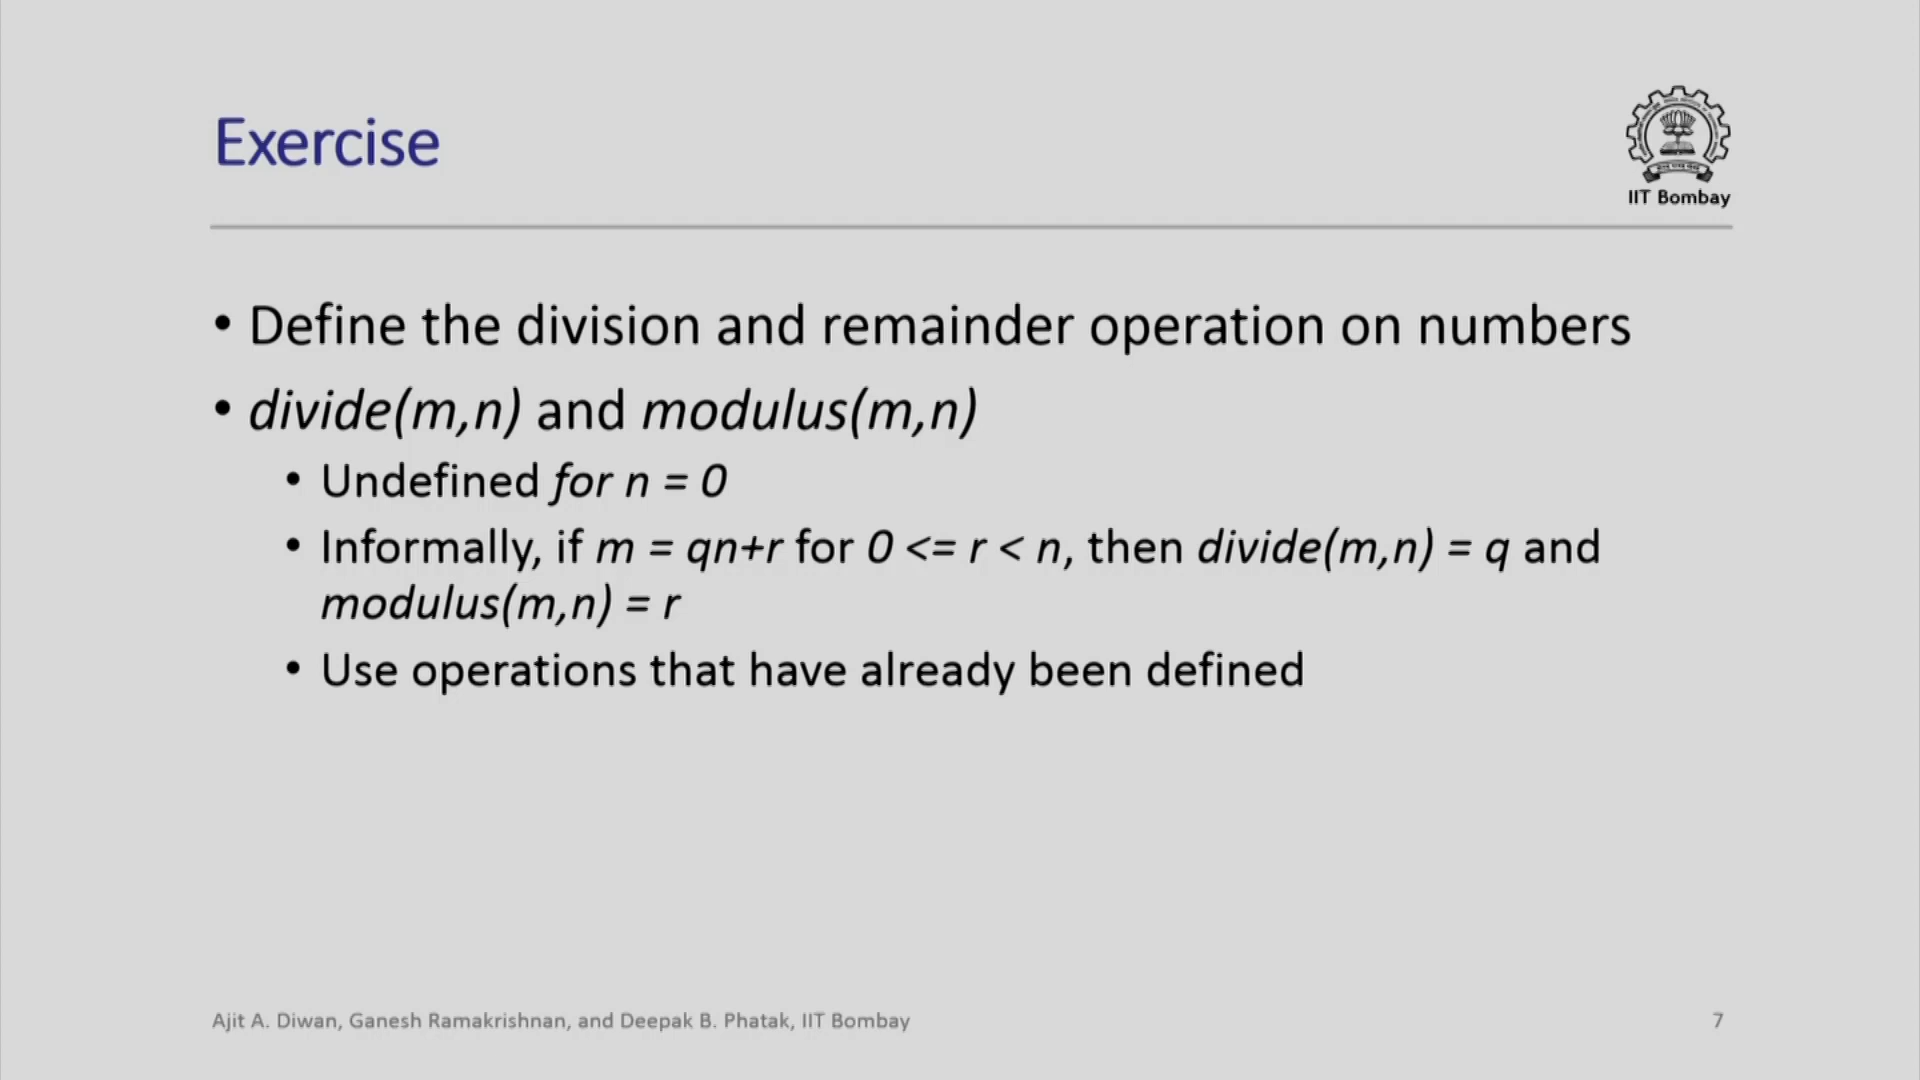 Exercise
IIT Bombay
• Define the division and remainder operation on numbers
• divide(m,n) and modulus(m,n)
• Undefined for n = 0
• Informally, if m = qn+r for 0 <= r < n, then divide(m,n) = q and
modulus(m,n) = r
• Use operations that have already been defined
Ajit A. Diwan, Ganesh Ramakrishnan, and Deepak B. Phatak, IIT Bombay
7